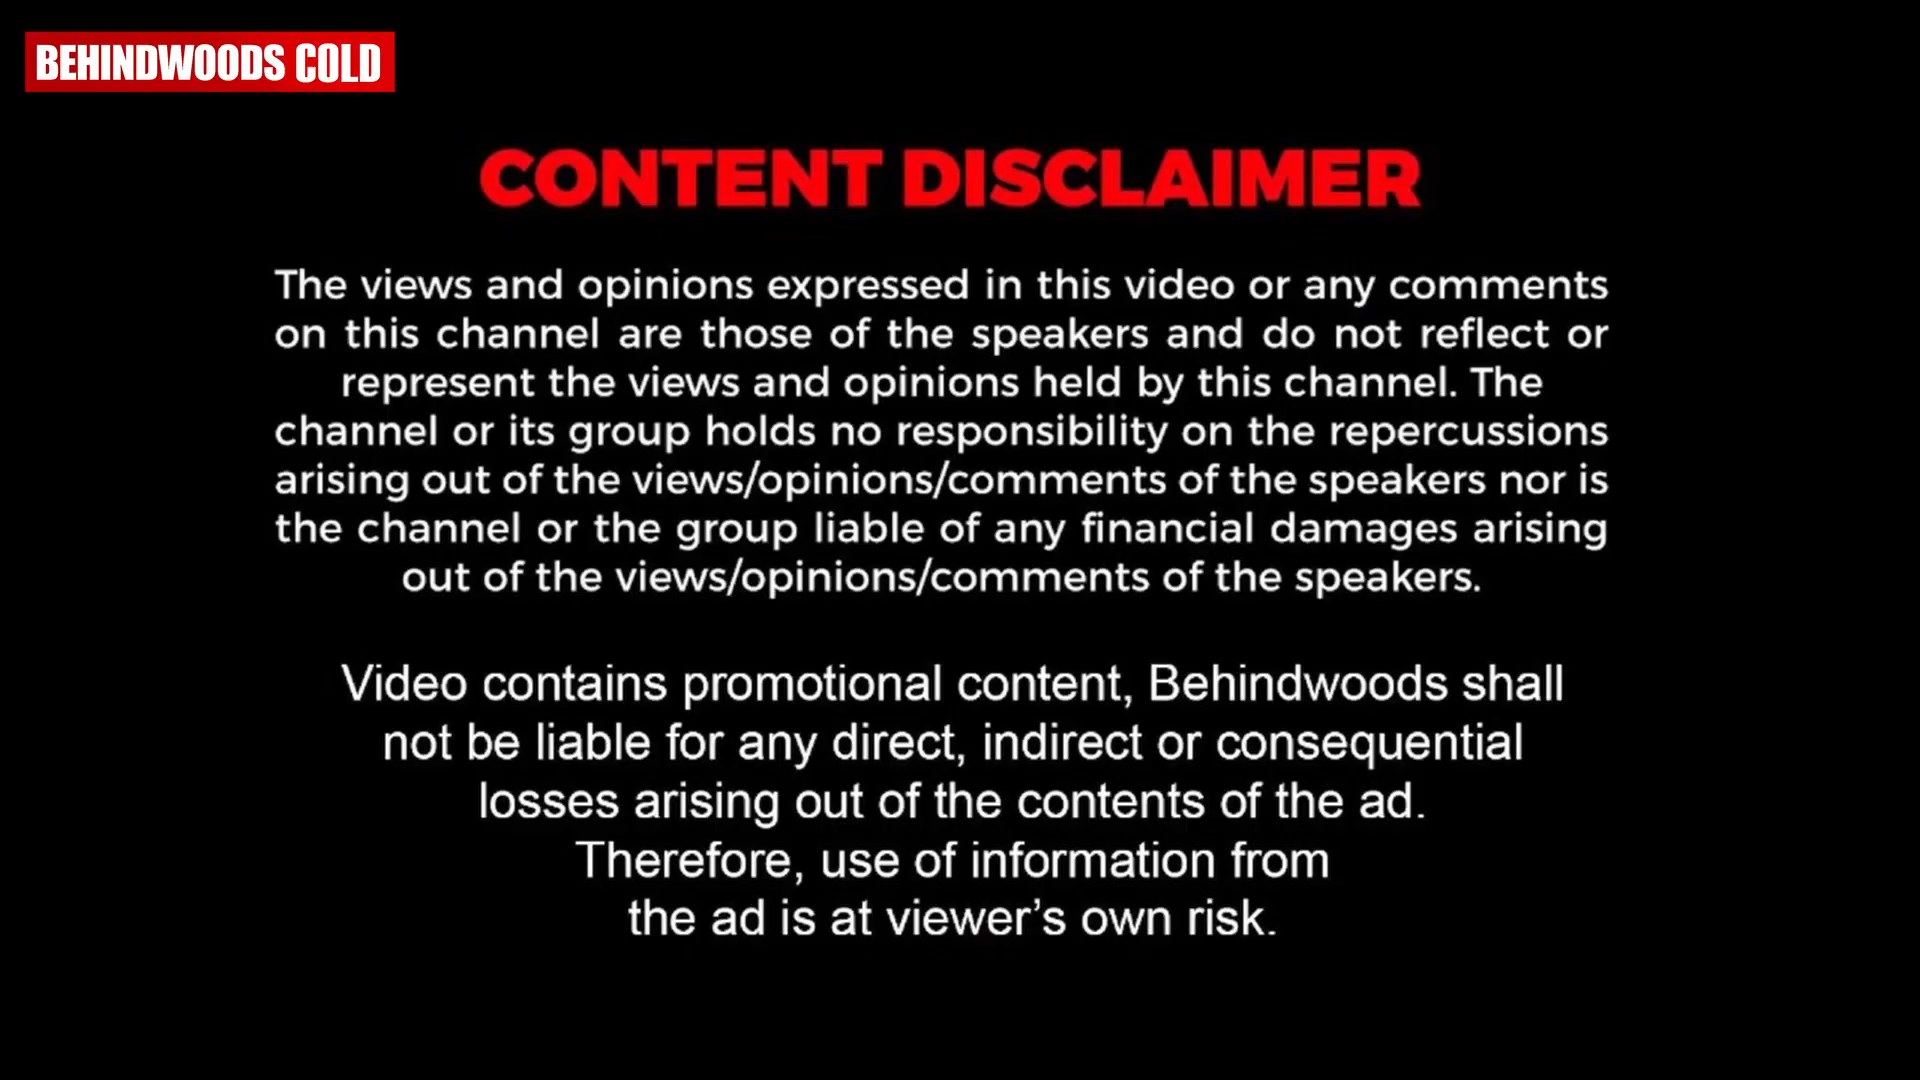 BEHINDWOODS COLD
CONTENT DISCLAIMER
The views and opinions expressed in this video or any comments
on this channel are those of the speakers and do not reflect or
represent the views and opinions held by this channel. The
channel or its group holds no responsibility on the repercussions
arising out of the views/opinions/comments of the speakers nor is
the channel or the group liable of any financial damages arising
out of the views/opinions/comments of the speakers.
Video contains promotional content, Behindwoods shall
not be liable for any direct, indirect or consequential
losses arising out of the contents of the ad.
Therefore, use of information from
the ad is at viewer’s own risk.